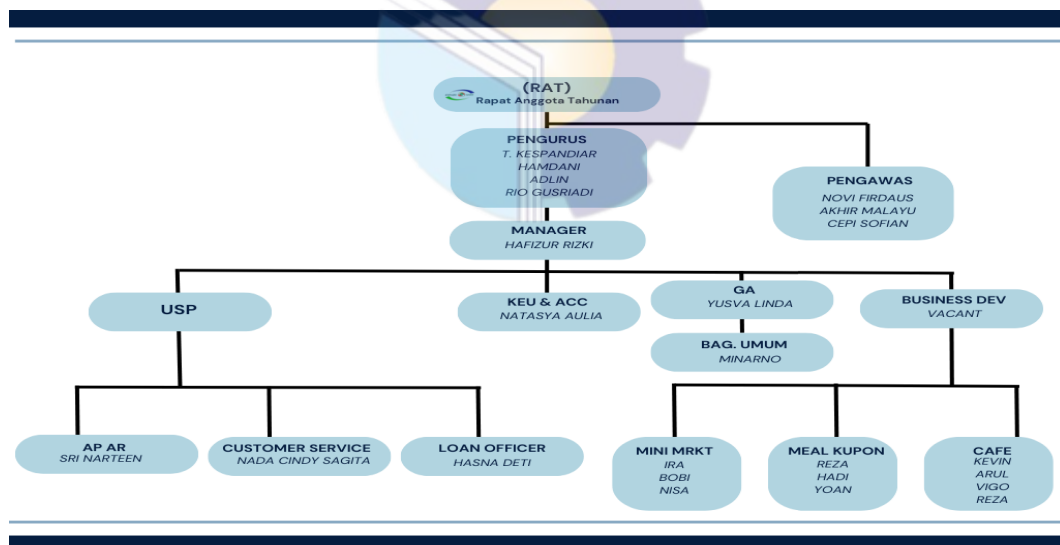 (RAT)
Rapat Anggota Tahunan
PENGURUS
T. KESPANDIAR
HAMDANI
ADLIN
RIO GUSRIADI
PENGAWAS
NOVI FIRDAUS
AKHIR MALAYU
CEPI SOFIAN
MANAGER
HAFIZUR RIZKI
USP
KEU & ACC
NATASYA AULIA
GA
YUSVA LINDA
BUSINESS DEV
VACANT
BAG. UMUM
MINARNO
AP AR
SRI NARTEEN
CUSTOMER SERVICE
NADA CINDY SAGITA
LOAN OFFICER
HASNA DETI
MINI MRKT
IRA
BOBI
NISA
MEAL KUPON
REZA
HADI
YOAN
CAFE
KEVIN
ARUL
VIGO
REZA